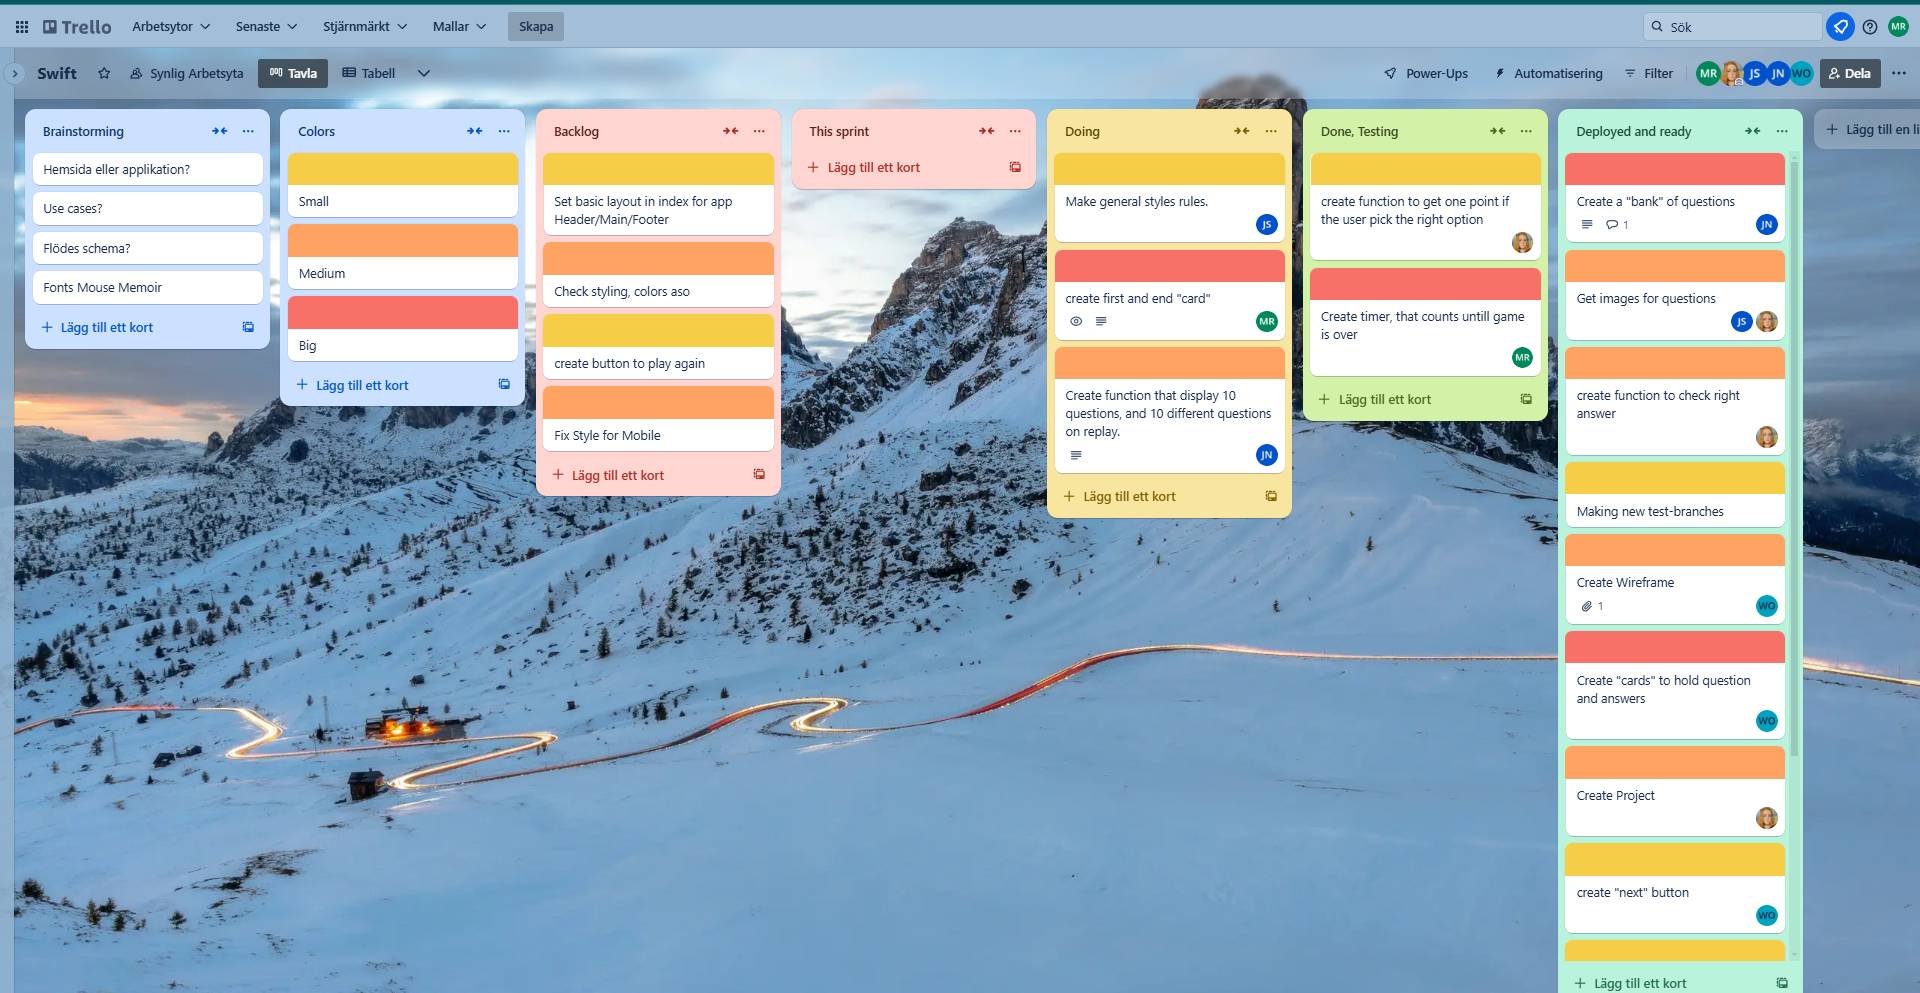 Trello
Arbetsytor
Senaste
Stjärnmärkt
Mallar
Skapa
Sök
MR
Swift
Synlig Arbetsyta
Tavla
Tabell
Power-Ups
Automatisering
Filter
MR
JS
JN
WO
Dela
Brainstorming
Hemsida eller applikation?
Use cases?
Flödes schema?
Fonts Mouse Memoir
+ Lägg till ett kort
Colors
Small
Medium
Big
+ Lägg till ett kort
Backlog
Set basic layout in index for app
Header/Main/Footer
Check styling, colors aso
create button to play again
Fix Style for Mobile
+ Lägg till ett kort
This sprint
+ Lägg till ett kort
Doing
Make general styles rules.
JS
create first and end "card"
MR
Create function that display 10
questions, and 10 different questions
on replay.
JN
+ Lägg till ett kort
Done, Testing
create function to get one point if
the user pick the right option
Create timer, that counts untill game
is over
MR
+ Lägg till ett kort
Deployed and ready
Create a "bank" of questions
1
JN
Get images for questions
JS
create function to check right
answer
Making new test-branches
Create Wireframe
1
WO
Create "cards" to hold question
and answers
WO
Create Project
create "next" button
WO
+ Lägg till ett kort
+ Lägg till en li